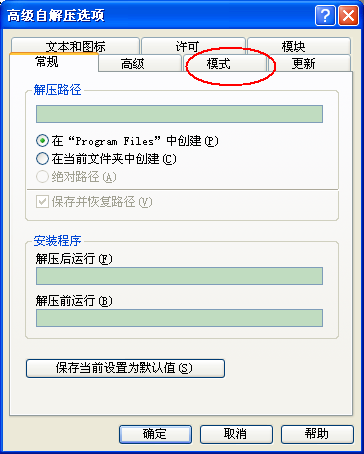 高级自解压选项
文本和图标 许可 模块
常规 高级 模式 更新
解压路径
在“Program Files”中创建(P)
在当前文件夹中创建(C)
绝对路径(A)
保存并恢复路径(V)
安装程序
解压后运行(F)
解压前运行(B)
保存当前设置为默认值(S)
确定 取消 帮助